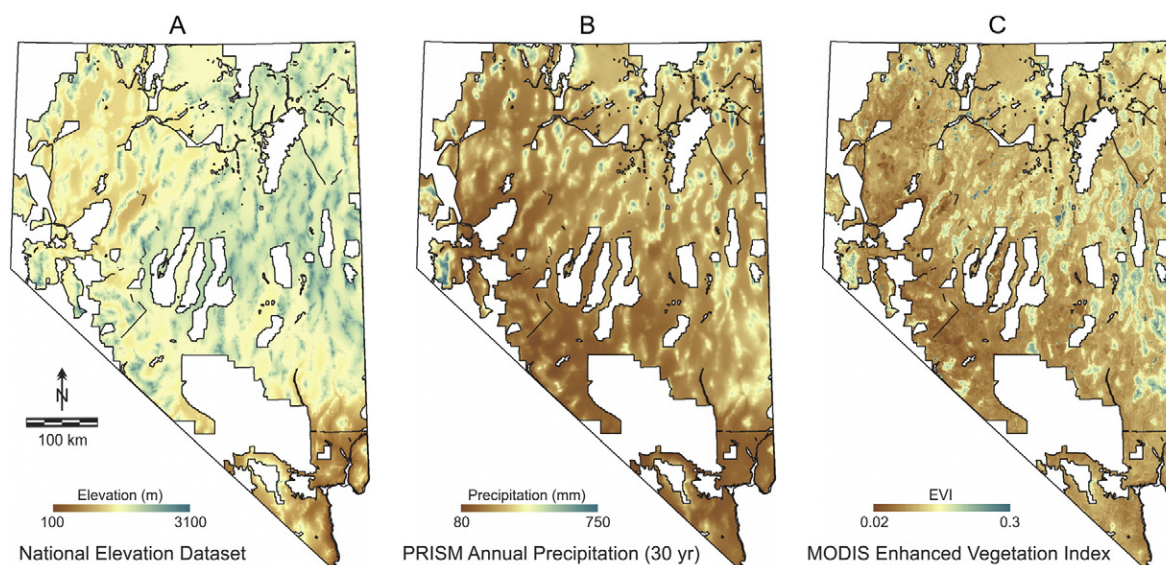 A
B
C
N
100 km
Elevation (m)
100 3100
National Elevation Dataset
Precipitation (mm)
80 750
PRISM Annual Precipitation (30 yr)
EVI
0.02 0.3
MODIS Enhanced Vegetation Index